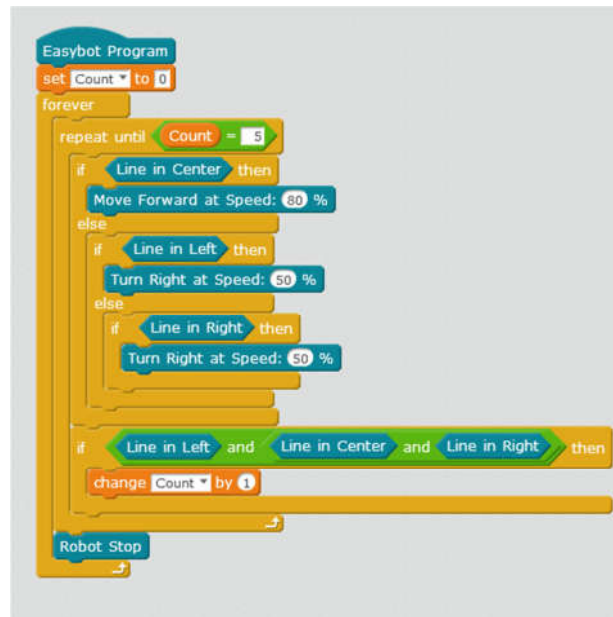 Easybot Program
set Count to 0
forever
repeat until Count = 5
if Line in Center then
Move Forward at Speed: 80 %
else
if Line in Left then
Turn Right at Speed: 50 %
else
if Line in Right then
Turn Right at Speed: 50 %
if Line in Left and Line in Center and Line in Right then
change Count by 1
Robot Stop